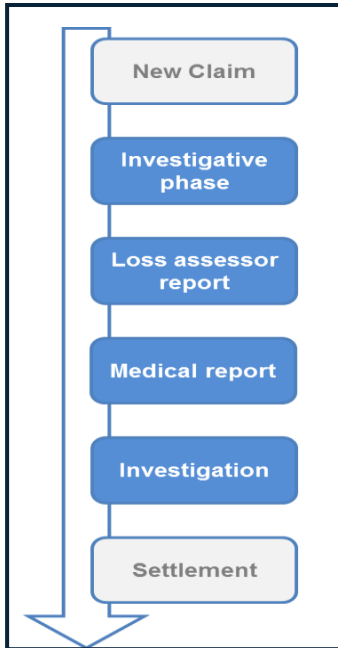 New Claim
Investigative
phase
Loss assessor
report
Medical report
Investigation
Settlement